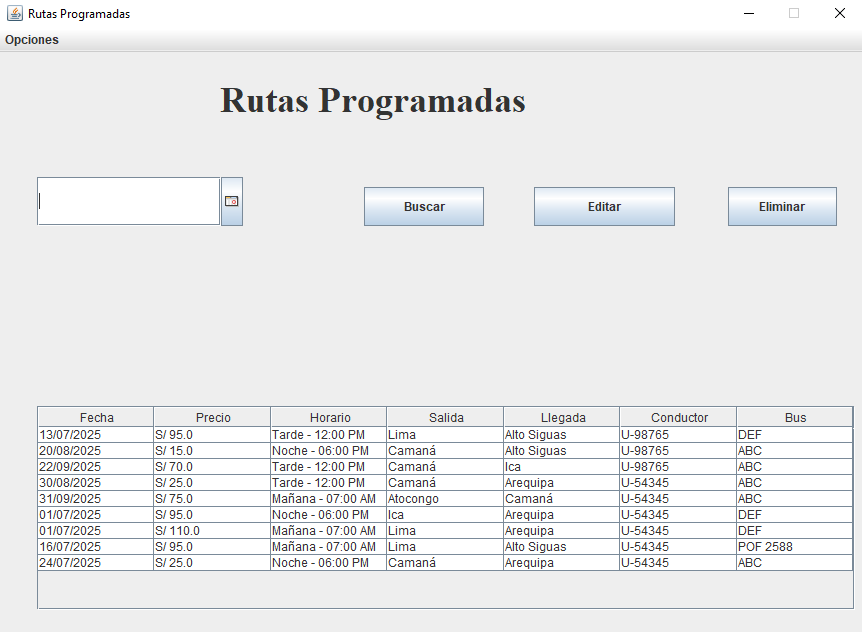 Rutas Programadas
Opciones
Rutas Programadas
Buscar Editar Eliminar
Fecha Precio Horario Salida Llegada Conductor Bus
13/07/2025 S/ 95.0 Tarde - 12:00 PM Lima Alto Siguas U-98765 DEF
20/08/2025 S/ 15.0 Noche - 06:00 PM Camaná Alto Siguas U-98765 ABC
22/09/2025 S/ 70.0 Tarde - 12:00 PM Camaná Ica U-98765 ABC
30/08/2025 S/ 25.0 Tarde - 12:00 PM Camaná Arequipa U-54345 ABC
31/09/2025 S/ 75.0 Mañana - 07:00 AM Atocongo Camaná U-54345 ABC
01/07/2025 S/ 95.0 Noche - 06:00 PM Ica Arequipa U-54345 DEF
01/07/2025 S/ 110.0 Mañana - 07:00 AM Lima Arequipa U-54345 DEF
16/07/2025 S/ 95.0 Mañana - 07:00 AM Lima Alto Siguas U-54345 POF 2588
24/07/2025 S/ 25.0 Noche - 06:00 PM Camaná Arequipa U-54345 ABC